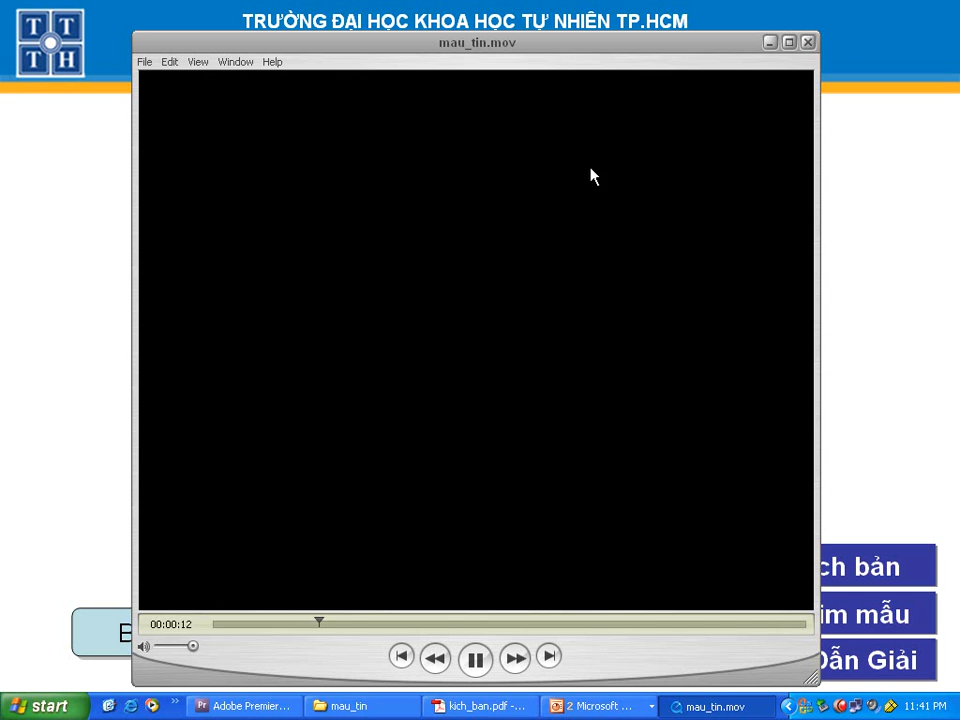 TRƯỜNG ĐẠI HỌC KHOA HỌC TỰ NHIÊN TP.HCM
T T
T H
mau_tin.mov
File Edit View Window Help
ch bản
im mẫu
Dẫn Giải
00:00:12
start
Adobe Premier...
mau_tin
kich_ban.pdf -...
2 Microsoft ...
mau_tin.mov
11:41 PM